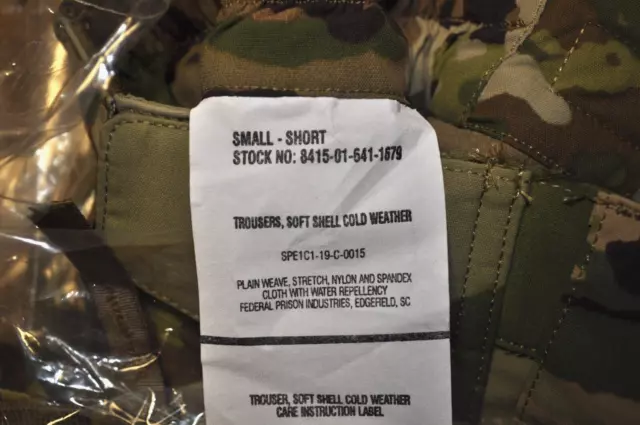 SMALL - SHORT
STOCK NO: 8415-01-641-1679
TROUSERS, SOFT SHELL COLD WEATHER
SPE1C1-19-C-0015
PLAIN WEAVE, STRETCH, NYLON AND SPANDEX
CLOTH WITH WATER REPELLENCY
FEDERAL PRISON INDUSTRIES, EDGEFIELD, SC
TROUSER, SOFT SHELL COLD WEATHER
CARE INSTRUCTION LABEL